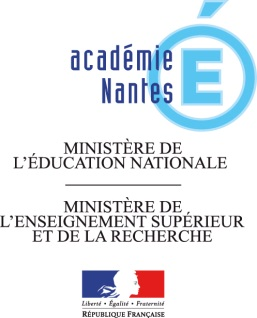 académie
Nantes É
MINISTÈRE DE
L'ÉDUCATION NATIONALE
MINISTÈRE DE
L'ENSEIGNEMENT SUPÉRIEUR
ET DE LA RECHERCHE
Liberté • Égalité • Fraternité
RÉPUBLIQUE FRANÇAISE